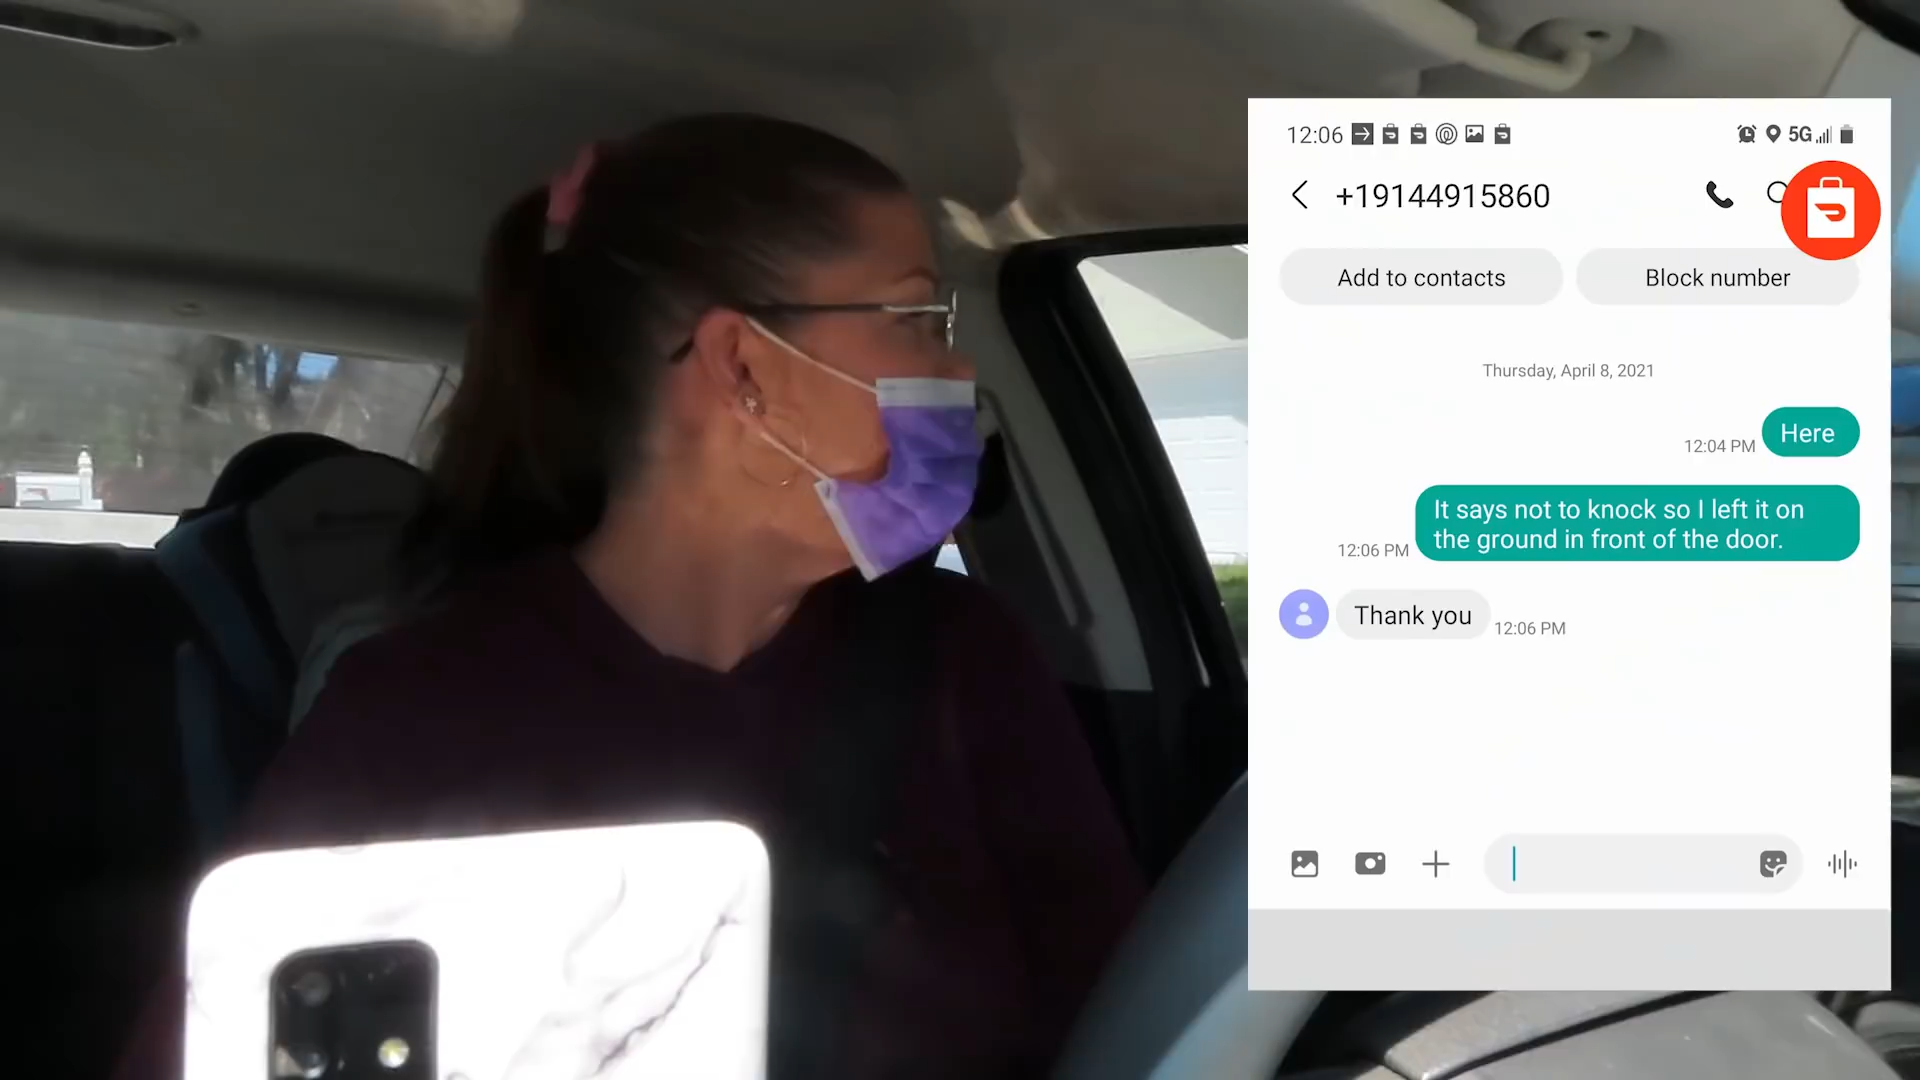 12:06
5G
+19144915860
Add to contacts
Block number
Thursday, April 8, 2021
12:04 PM
Here
It says not to knock so I left it on
12:06 PM
the ground in front of the door.
Thank you
12:06 PM